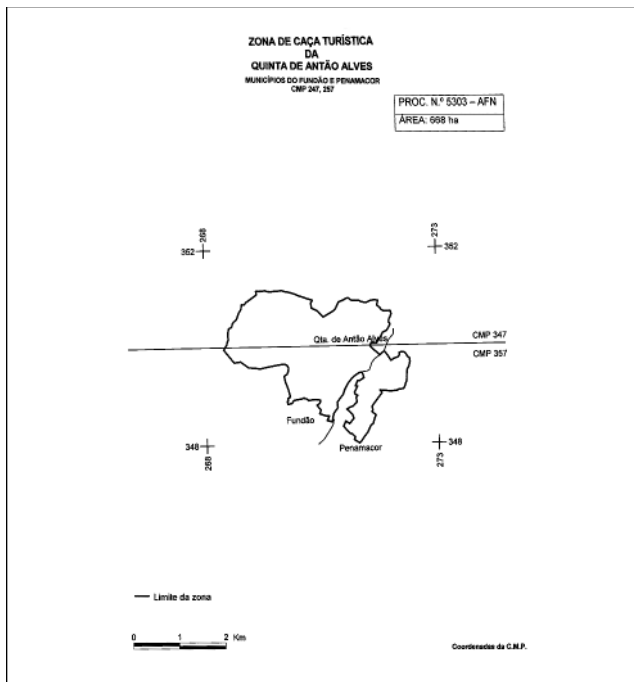 ZONA DE CAÇA TURÍSTICA
DA
QUINTA DE ANTÃO ALVES
MUNICÍPIOS DO FUNDÃO E PENAMACOR
CMP 247, 257
PROC. N.º 5303 – AFN
ÁREA: 668 ha
268
273
352
352
Qta. de Antão Alves
CMP 347
CMP 357
Fundão
Penamacor
348
348
268
273
Limite da zona
0 1 2 Km
Coordenadas da C.M.P.